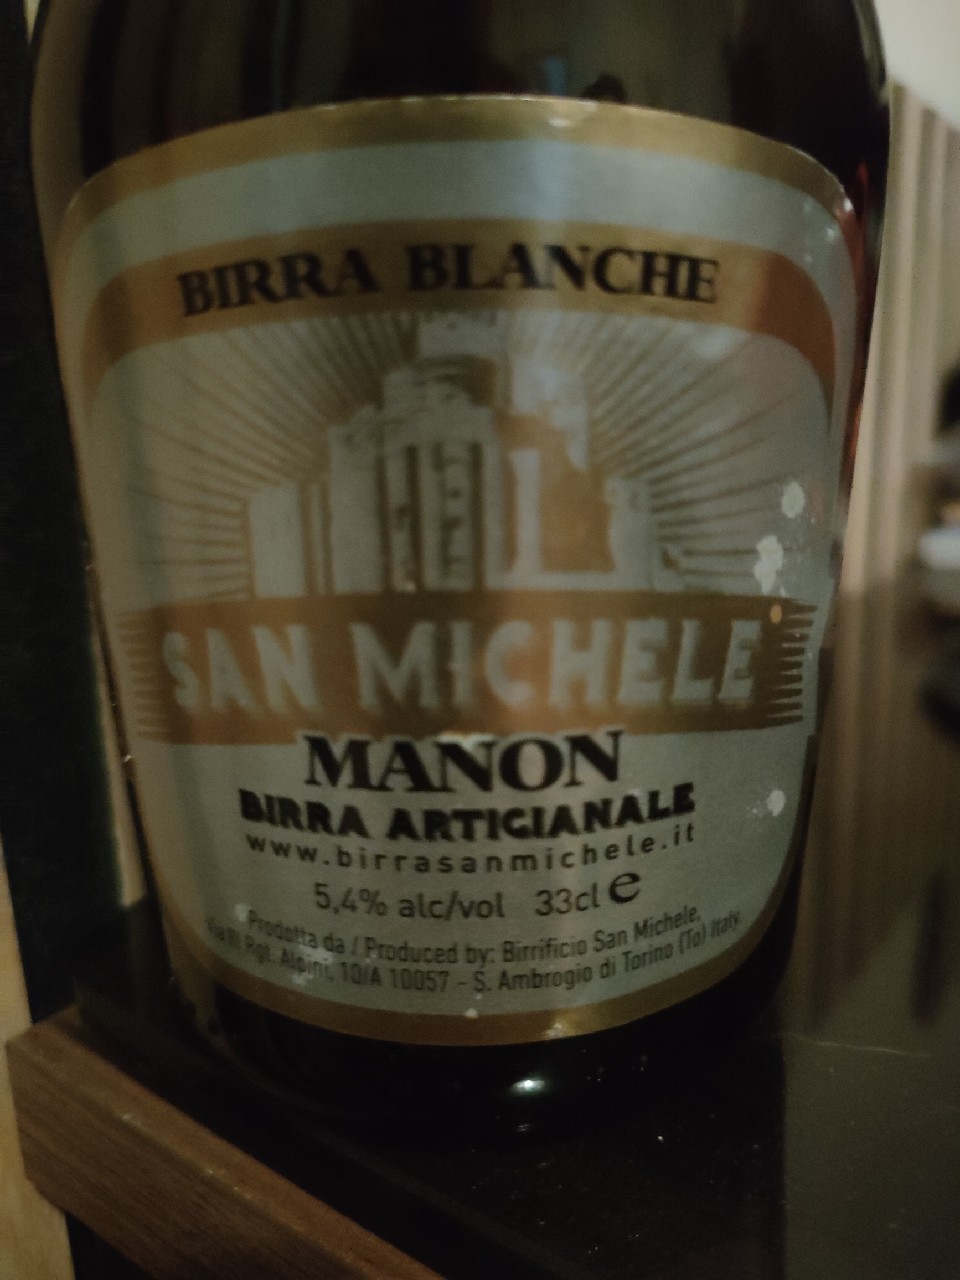 BIRRA BLANCHE
SAN MICHELE
MANON
BIRRA ARTIGIANALE
www.birrasanmichele.it
5,4% alc/vol 33cl e
Prodotta da / Produced by: Birrificio San Michele,
Via III Rgt. Alpini, 10/A 10057 - S. Ambrogio di Torino (To) Italy.